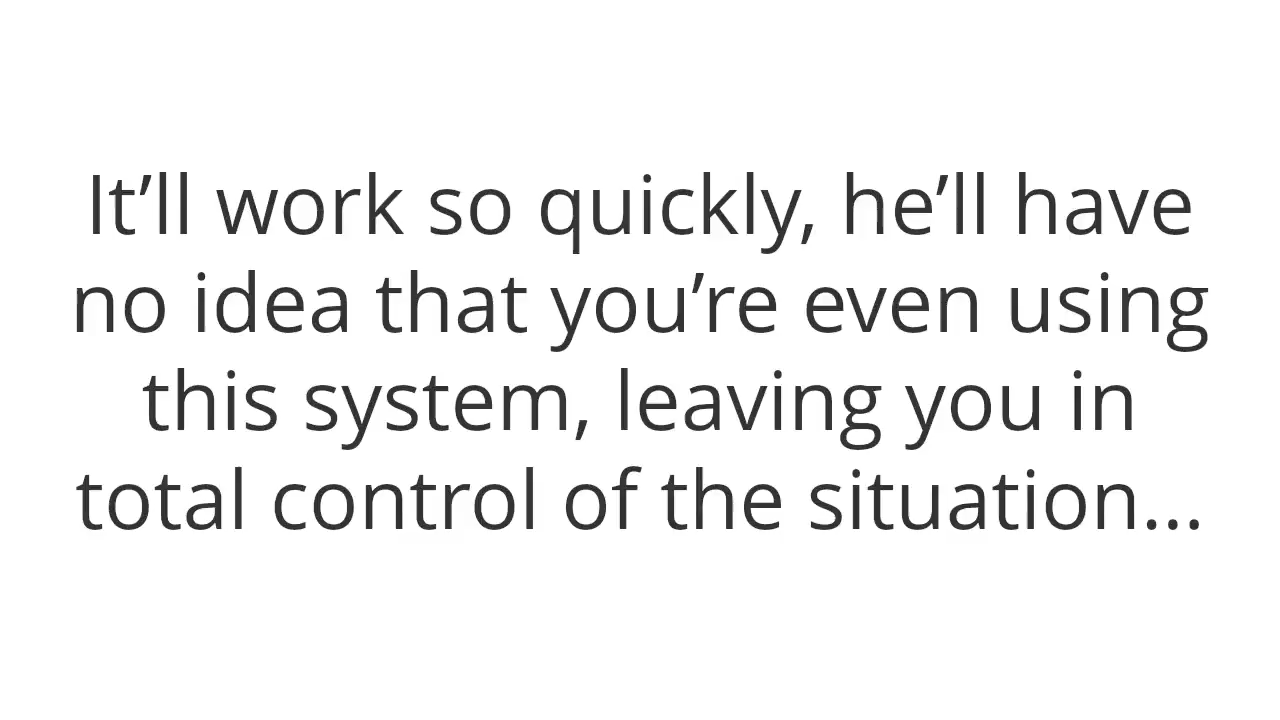 It’ll work so quickly, he’ll have
no idea that you’re even using
this system, leaving you in
total control of the situation...